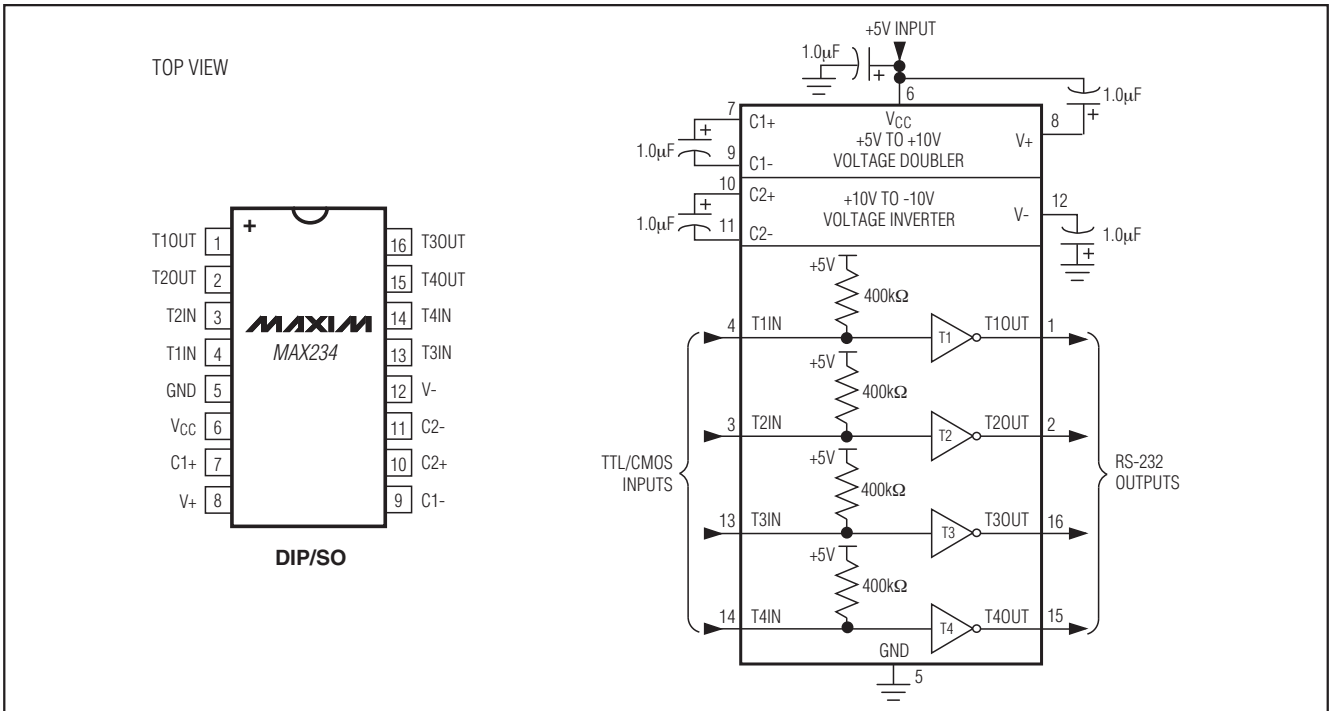 TOP VIEW
+
T1OUT 1
T2OUT 2
T2IN 3
T1IN 4
GND 5
VCC 6
C1+ 7
V+ 8
MAXIM
MAX234
16 T3OUT
15 T4OUT
14 T4IN
13 T3IN
12 V-
11 C2-
10 C2+
9 C1-
DIP/SO
+5V INPUT
1.0µF
+
6
1.0µF
+
7 C1+
1.0µF
+
9 C1-
VCC
+5V TO +10V
VOLTAGE DOUBLER
8
V+
10 C2+
1.0µF
+
11 C2-
+10V TO -10V
VOLTAGE INVERTER
12
V-
1.0µF
+
+5V
400kΩ
4 T1IN T1 T1OUT 1
+5V
400kΩ
3 T2IN T2 T2OUT 2
+5V
400kΩ
TTL/CMOS
INPUTS
RS-232
OUTPUTS
13 T3IN T3 T3OUT 16
+5V
400kΩ
14 T4IN T4 T4OUT 15
GND
5